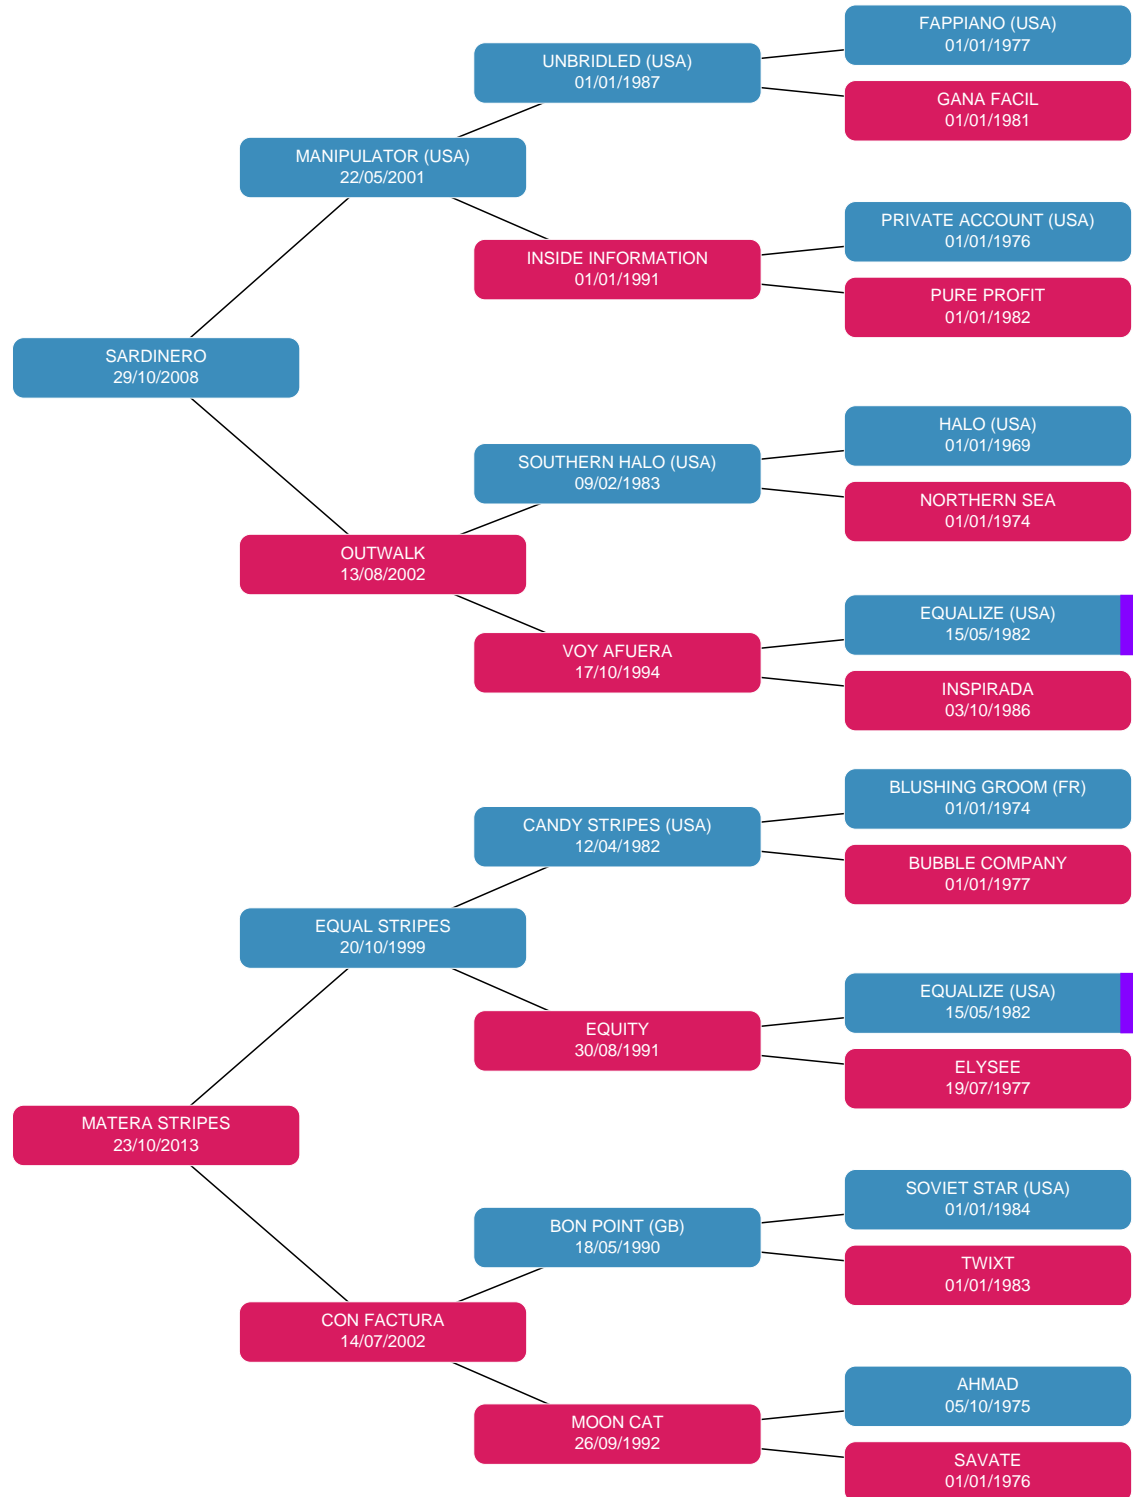 FAPPIANO (USA)
01/01/1977
UNBRIDLED (USA)
01/01/1987
GANA FACIL
01/01/1981
MANIPULATOR (USA)
22/05/2001
PRIVATE ACCOUNT (USA)
01/01/1976
INSIDE INFORMATION
01/01/1991
PURE PROFIT
01/01/1982
SARDINERO
29/10/2008
HALO (USA)
01/01/1969
SOUTHERN HALO (USA)
09/02/1983
NORTHERN SEA
01/01/1974
OUTWALK
13/08/2002
EQUALIZE (USA)
15/05/1982
VOY AFUERA
17/10/1994
INSPIRADA
03/10/1986
BLUSHING GROOM (FR)
01/01/1974
CANDY STRIPES (USA)
12/04/1982
BUBBLE COMPANY
01/01/1977
EQUAL STRIPES
20/10/1999
EQUALIZE (USA)
15/05/1982
EQUITY
30/08/1991
ELYSEE
19/07/1977
MATERA STRIPES
23/10/2013
SOVIET STAR (USA)
01/01/1984
BON POINT (GB)
18/05/1990
TWIXT
01/01/1983
CON FACTURA
14/07/2002
AHMAD
05/10/1975
MOON CAT
26/09/1992
SAVATE
01/01/1976